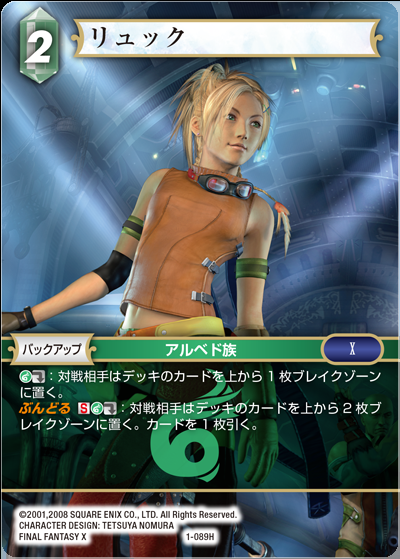 2
リュック
バックアップ
アルベド族
X
:対戦相手はデッキのカードを上から1枚ブレイクゾーン
に置く。
ぶんどる S :対戦相手はデッキのカードを上から2枚ブ
レイクゾーンに置く。カードを1枚引く。
©2001,2008 SQUARE ENIX CO., LTD. All Rights Reserved.
CHARACTER DESIGN: TETSUYA NOMURA
FINAL FANTASY X 1-089H